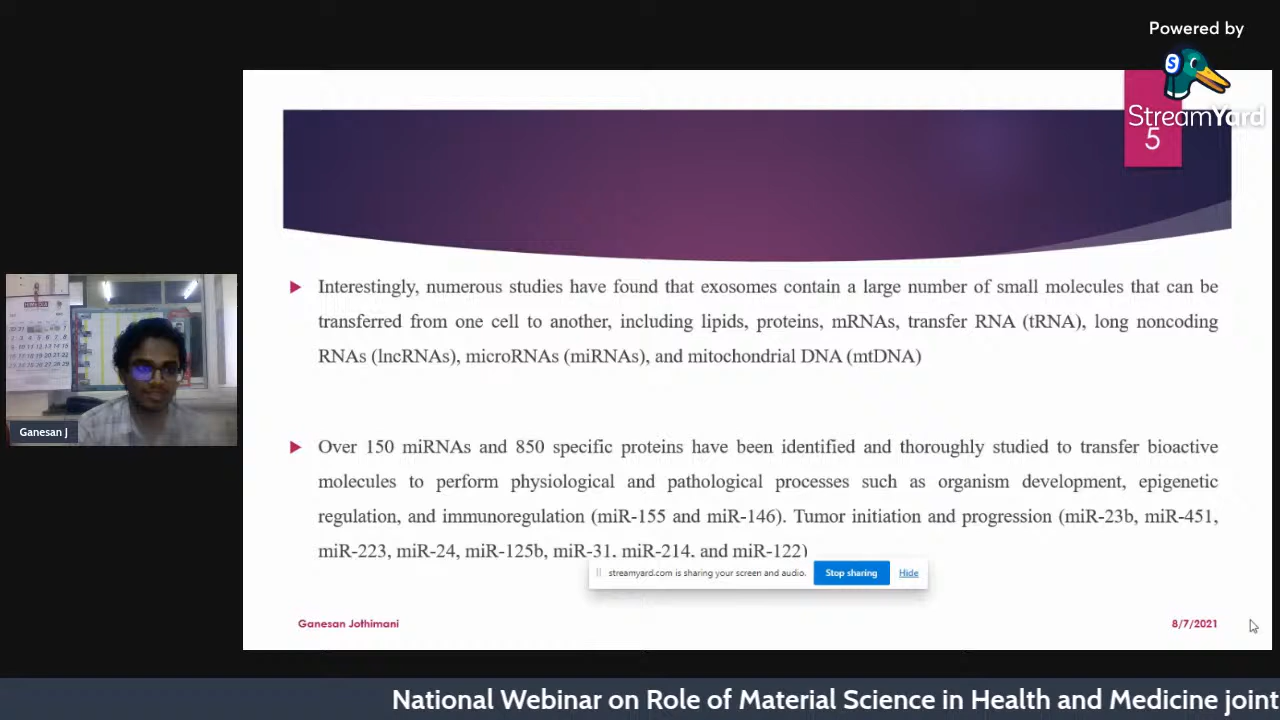 Powered by
StreamYard
5
Interestingly, numerous studies have found that exosomes contain a large number of small molecules that can be
transferred from one cell to another, including lipids, proteins, mRNAs, transfer RNA (tRNA), long noncoding
RNAs (lncRNAs), microRNAs (miRNAs), and mitochondrial DNA (mtDNA)
Over 150 miRNAs and 850 specific proteins have been identified and thoroughly studied to transfer bioactive
molecules to perform physiological and pathological processes such as organism development, epigenetic
regulation, and immunoregulation (miR-155 and miR-146). Tumor initiation and progression (miR-23b, miR-451,
miR-223, miR-24, miR-125b, miR-31, miR-214, and miR-122)
streamyard.com is sharing your screen and audio. Stop sharing Hide
Ganesan J
Ganesan Jothimani 8/7/2021
National Webinar on Role of Material Science in Health and Medicine joint